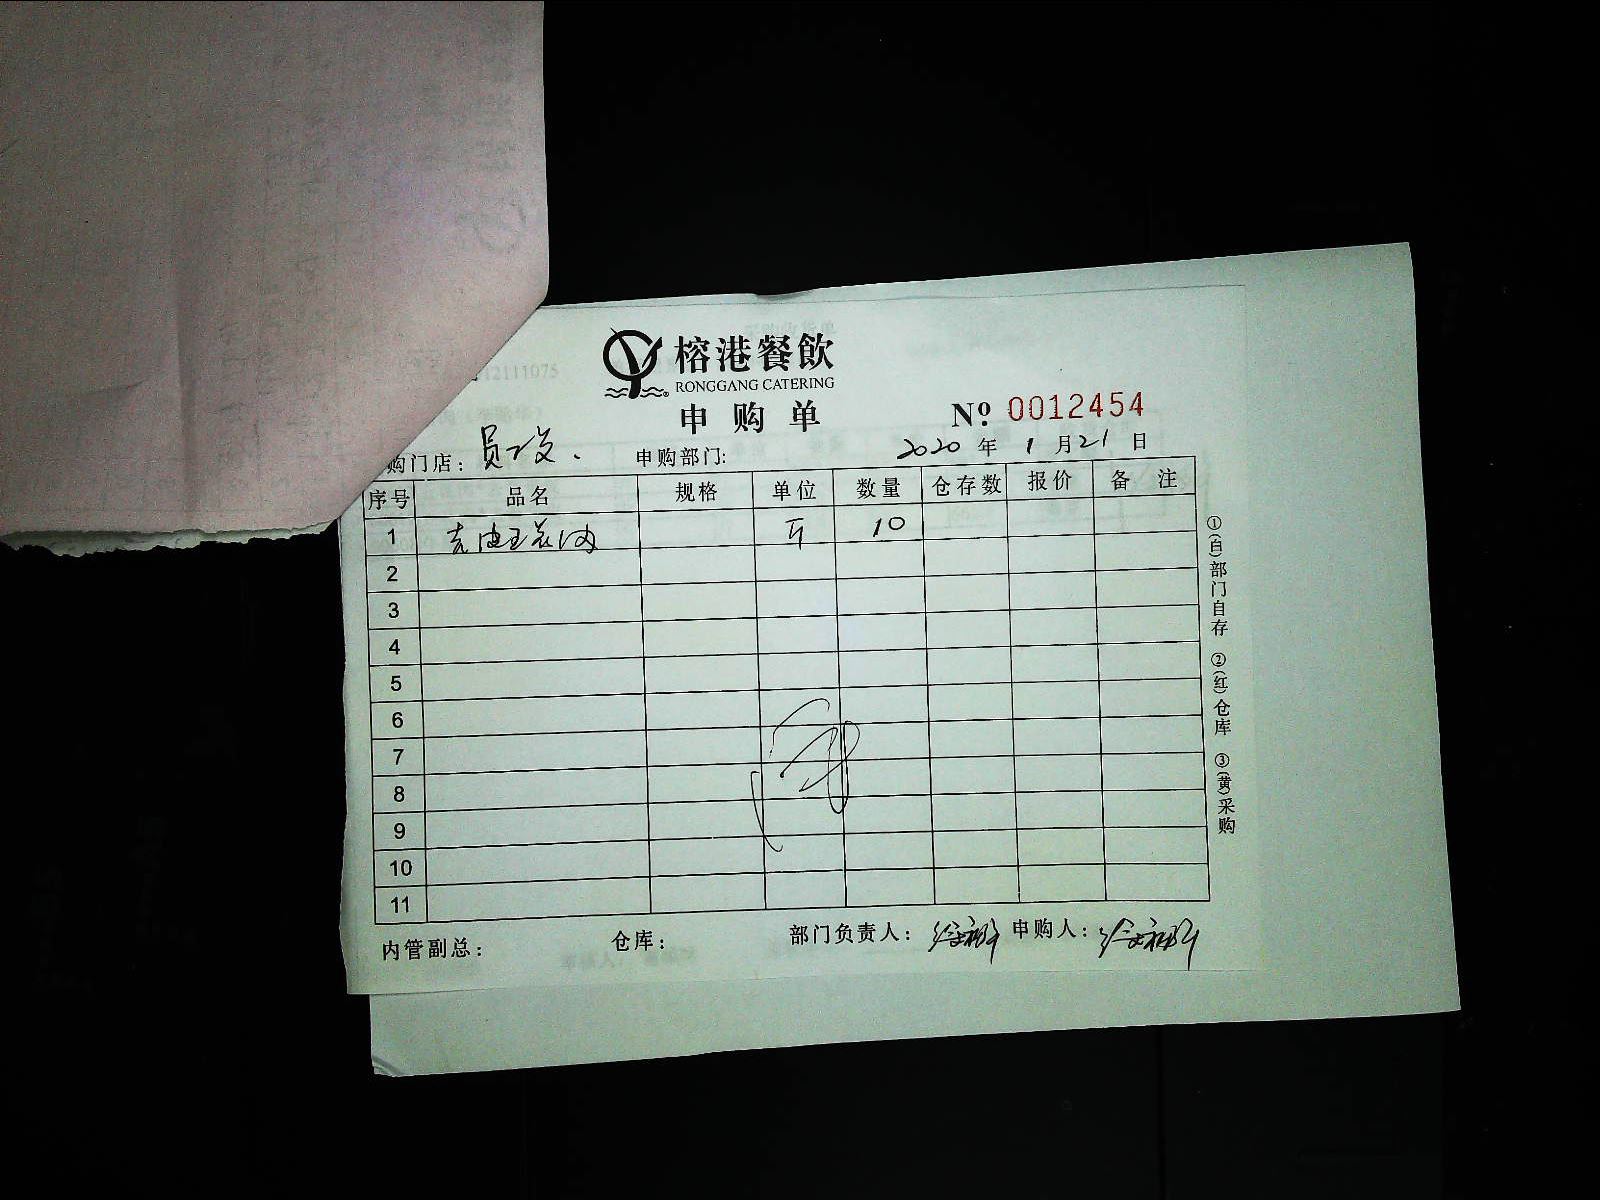 榕港餐飲
RONGGANG CATERING
申购单
Nº 0012454
购门店： 申购部门: 2020 年 1 月 21 日
序号 品名 规格 单位 数量 仓存数 报价 备 注
1 斤 10
2
3
4
5
6
7
8
9
10
11
内管副总： 仓库： 部门负责人： 申购人：
①(白)部门自存 ②(红)仓库 ③(黄)采购
12111075